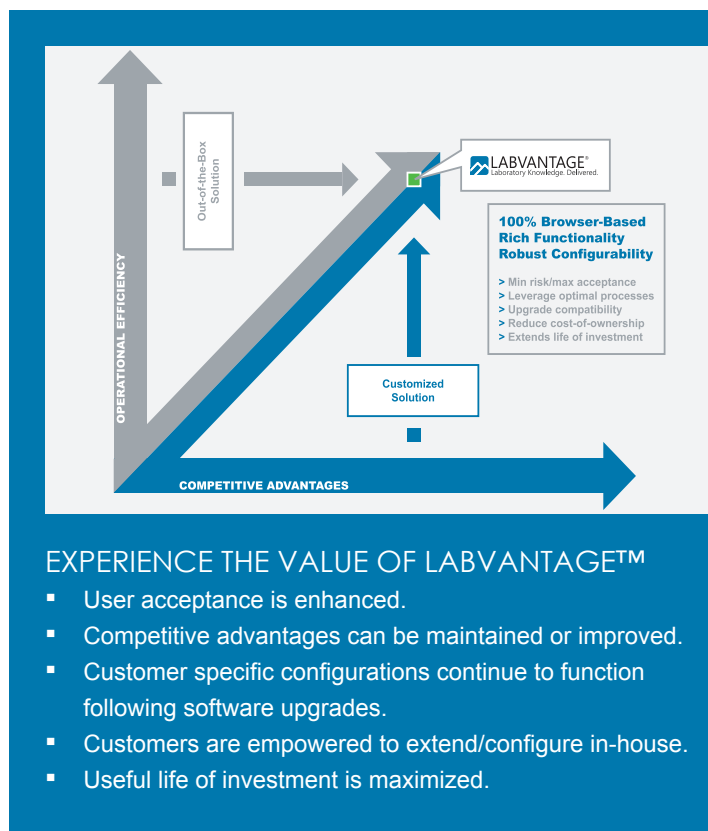 Out-of-the-Box
Solution
LABVANTAGE®
Laboratory Knowledge. Delivered.
100% Browser-Based
Rich Functionality
Robust Configurability
> Min risk/max acceptance
> Leverage optimal processes
> Upgrade compatibility
> Reduce cost-of-ownership
> Extends life of investment
OPERATIONAL EFFICIENCY
Customized
Solution
COMPETITIVE ADVANTAGES
EXPERIENCE THE VALUE OF LABVANTAGE™
▪ User acceptance is enhanced.
▪ Competitive advantages can be maintained or improved.
▪ Customer specific configurations continue to function
following software upgrades.
▪ Customers are empowered to extend/configure in-house.
▪ Useful life of investment is maximized.